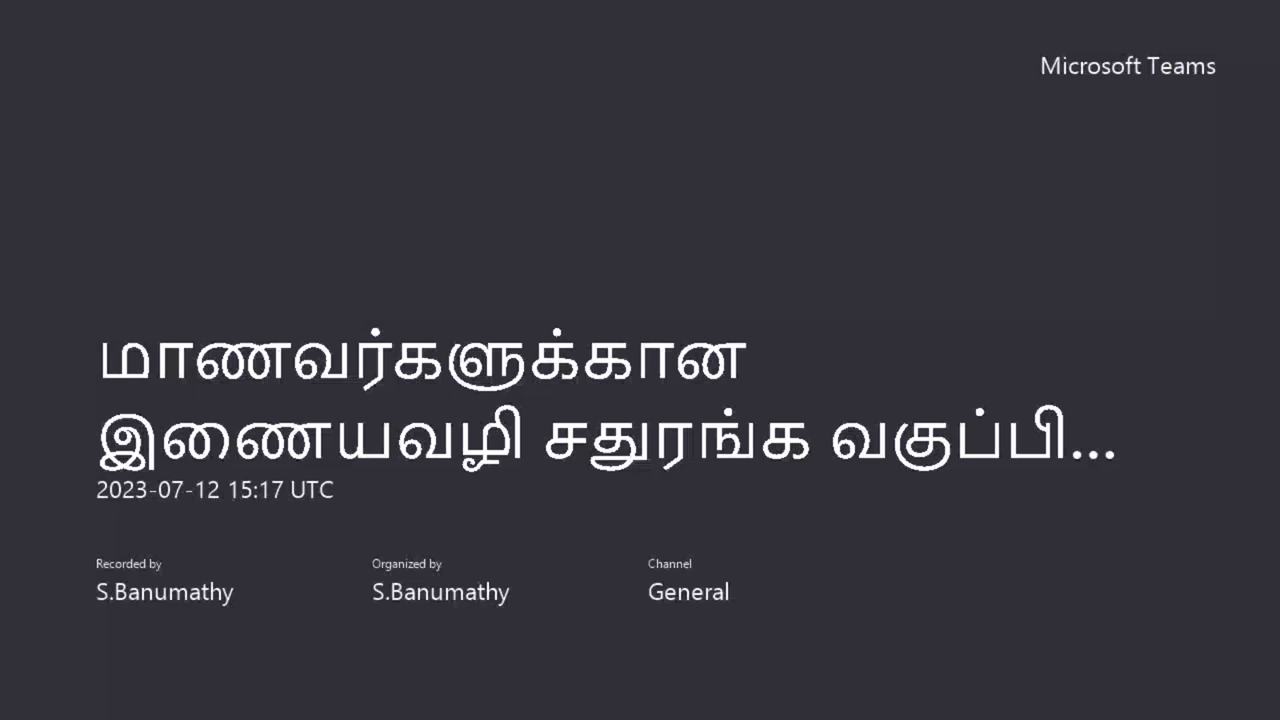 Microsoft Teams
மாணவர்களுக்கான
இணையவழி சதுரங்க வகுப்பி...
2023-07-12 15:17 UTC
Recorded by Organized by Channel
S.Banumathy S.Banumathy General